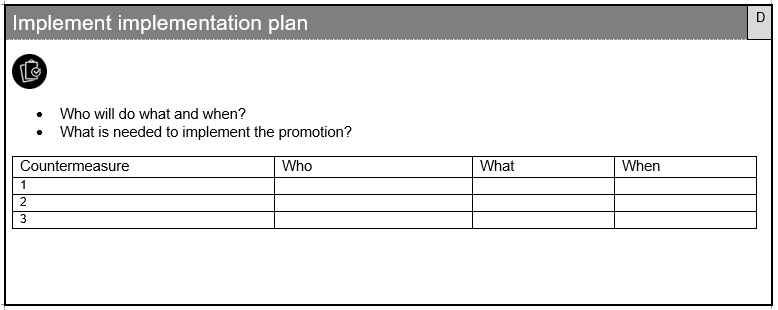 Implement implementation plan D
• Who will do what and when?
• What is needed to implement the promotion?
Countermeasure Who What When
1
2
3